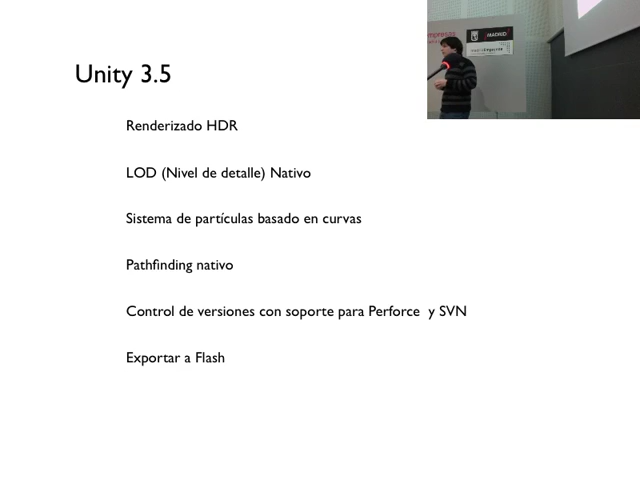 Unity 3.5
Renderizado HDR
LOD (Nivel de detalle) Nativo
Sistema de partículas basado en curvas
Pathfinding nativo
Control de versiones con soporte para Perforce y SVN
Exportar a Flash
¡MADRID!